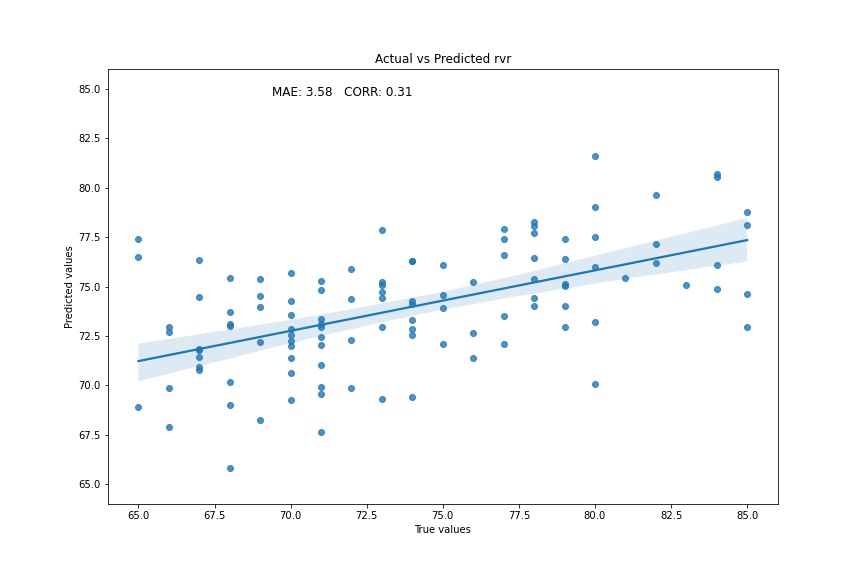 Actual vs Predicted rvr
MAE: 3.58   CORR: 0.31
85.0
82.5
80.0
77.5
75.0
72.5
70.0
67.5
65.0
Predicted values
65.0 67.5 70.0 72.5 75.0 77.5 80.0 82.5 85.0
True values